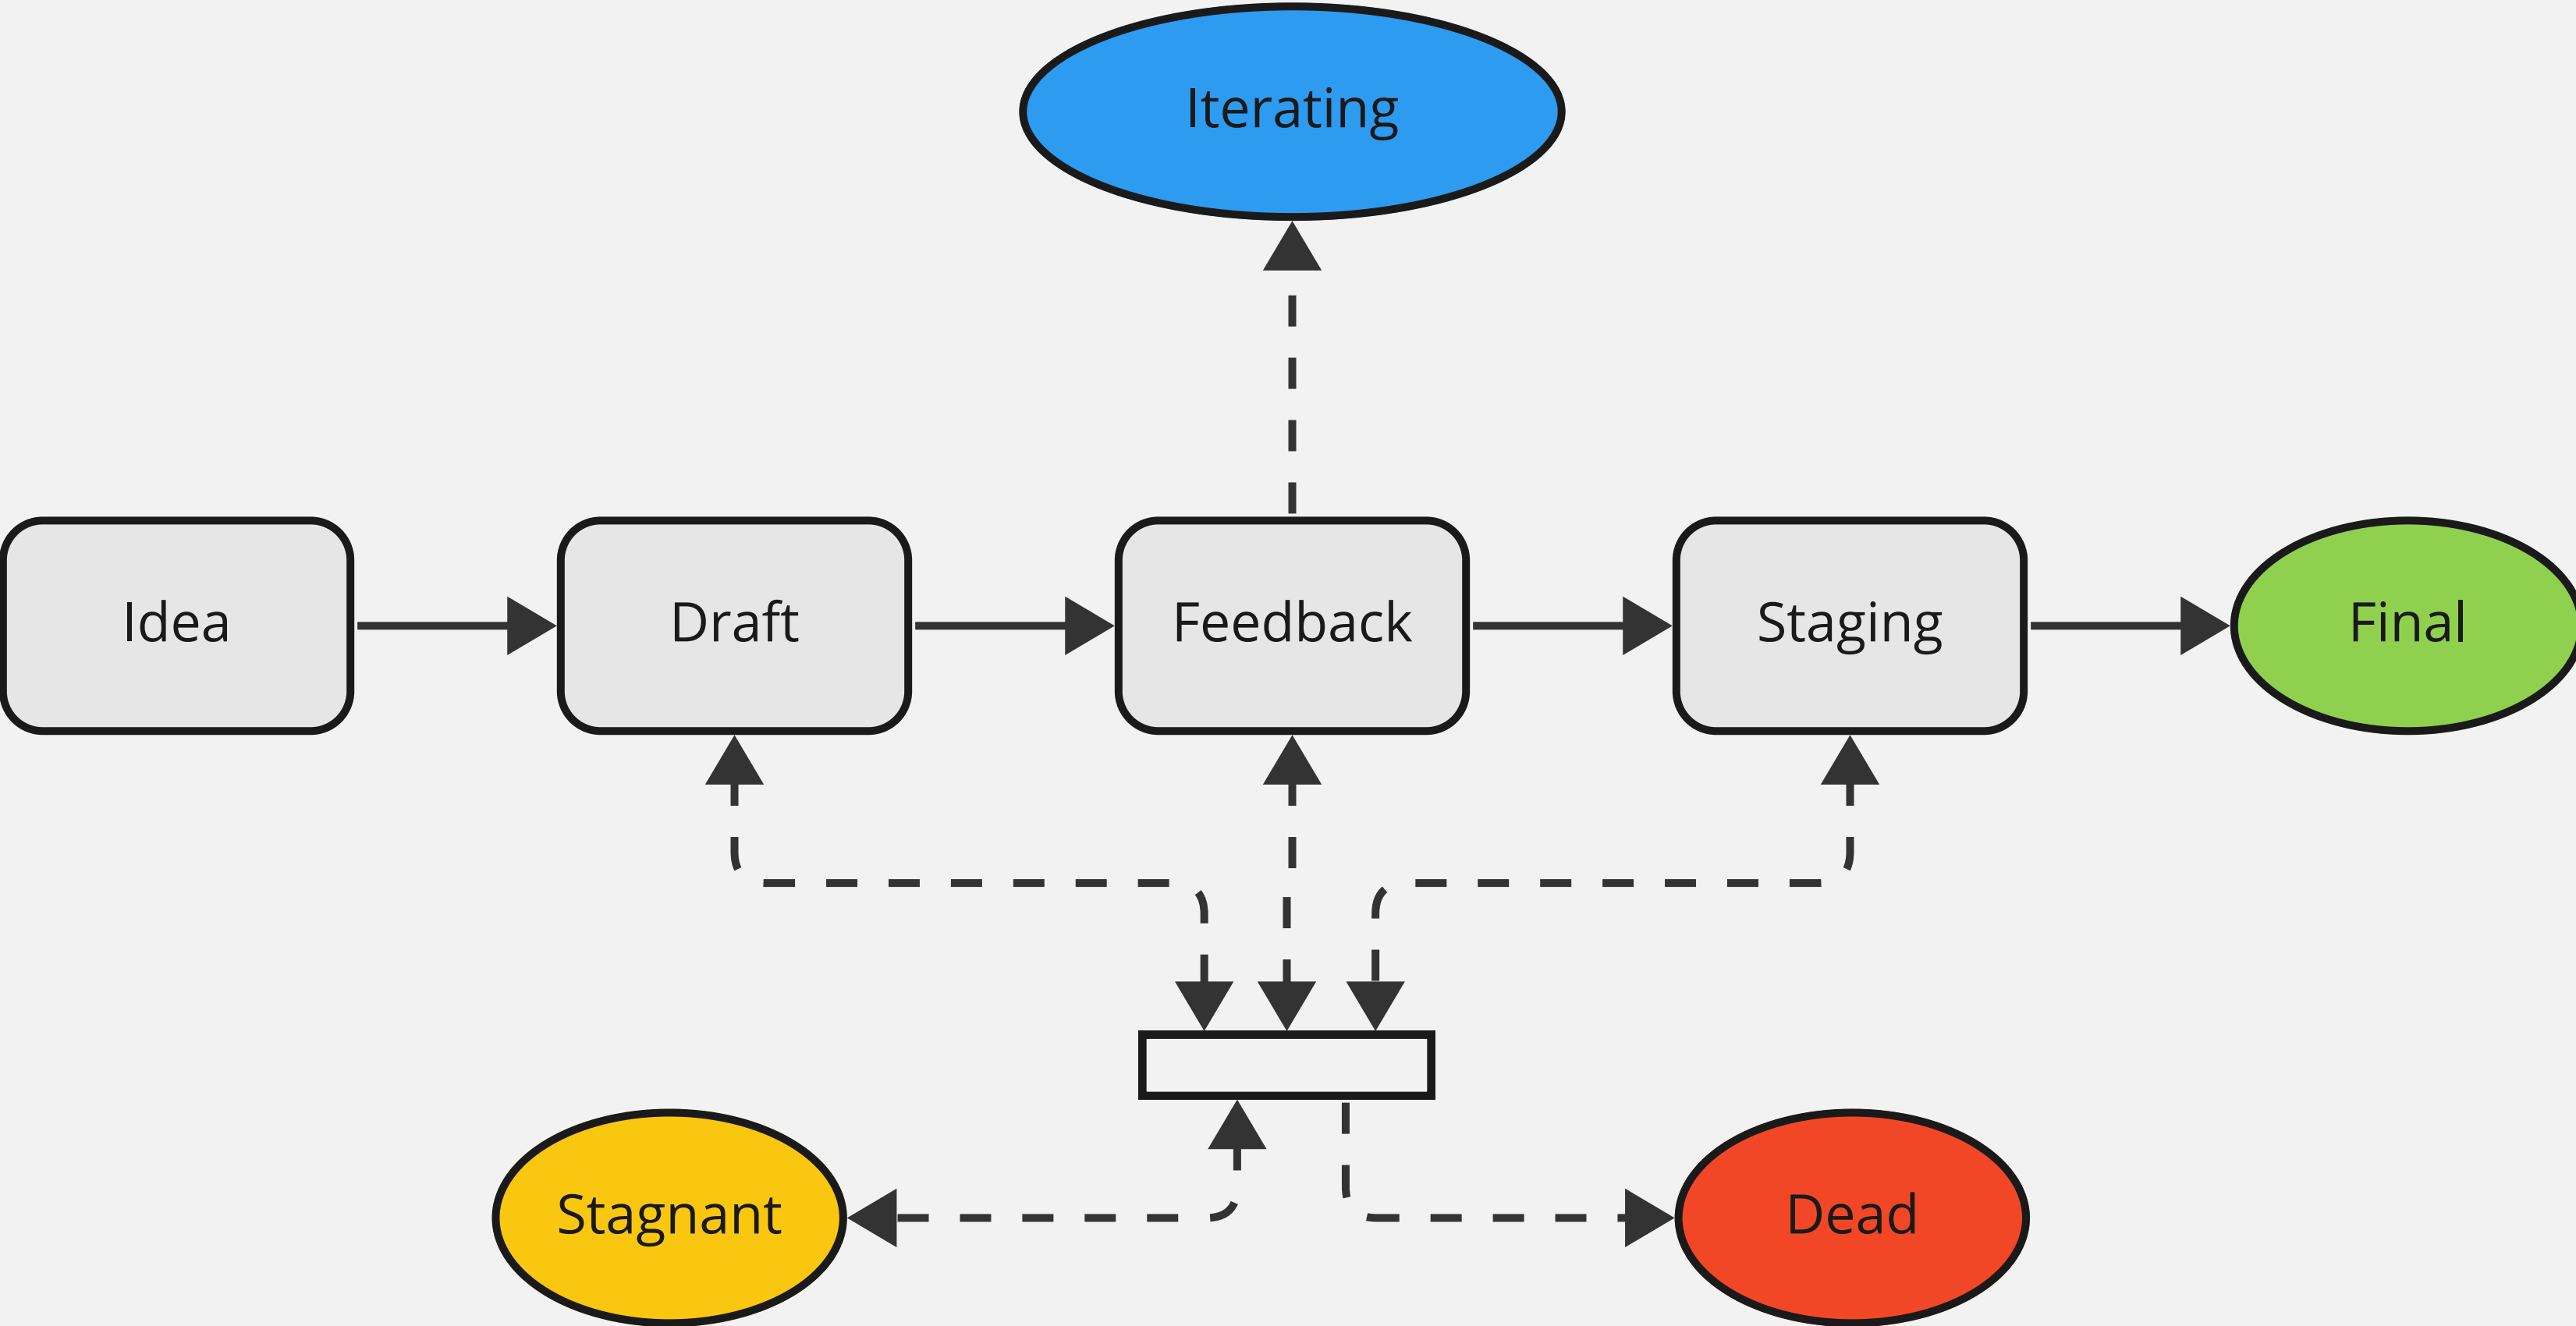 Iterating
Idea
Draft
Feedback
Staging
Final
Stagnant
Dead